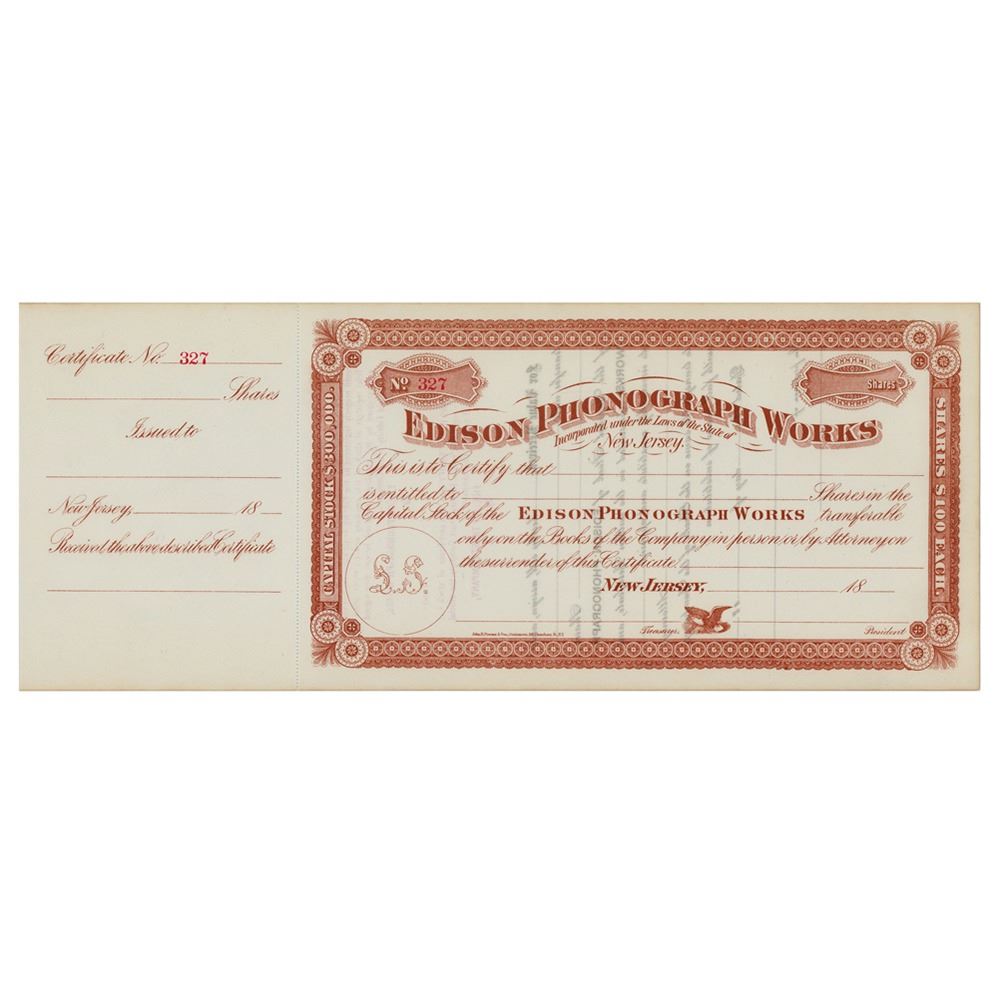 Certificate No. 327
Shares
Issued to
New Jersey, 18
Received the above described Certificate
CAPITAL STOCK $300,000.
No 327
Shares
EDISON PHONOGRAPH WORKS
Incorporated under the Laws of the State of
New Jersey.
This is to Certify that
is entitled to Shares in the
Capital Stock of the EDISON PHONOGRAPH WORKS transferable
only on the Books of the Company in person or by Attorney on
the surrender of this Certificate.
L.S.
NEW JERSEY, 18
Treasurer. President
SHARES $100 EACH.